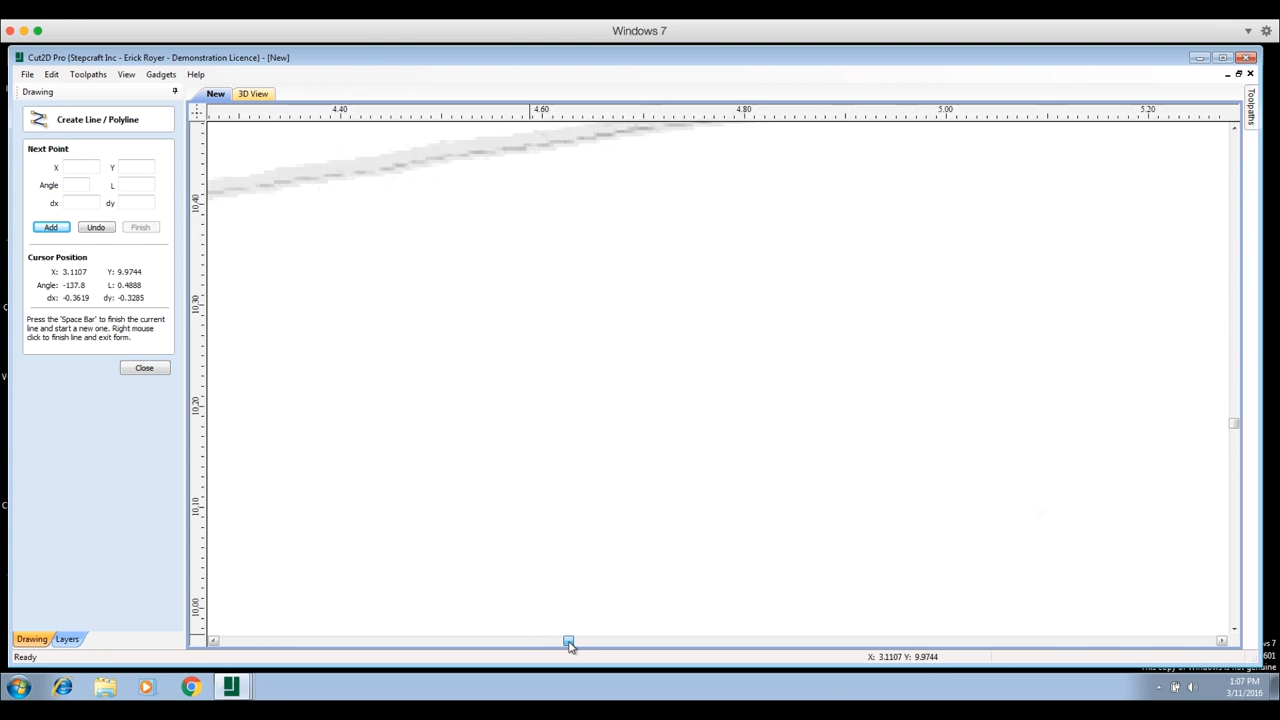 Windows 7
Cut2D Pro {Stepcraft Inc - Erick Royer - Demonstration Licence} - [New]
File Edit Toolpaths View Gadgets Help
Drawing
New 3D View
Toolpaths
4.40 4.60 4.80 5.00 5.20
Create Line / Polyline
Next Point
X Y
Angle L
dx dy
Add Undo Finish
Cursor Position
X: 3.1107 Y: 9.9744
Angle: -137.8 L: 0.4888
dx: -0.3619 dy: -0.3285
Press the 'Space Bar' to finish the current
line and start a new one. Right mouse
click to finish line and exit form.
Close
10.40
10.30
10.20
10.10
10.00
Drawing Layers
Ready
X: 3.1107 Y: 9.9744
1:07 PM
3/11/2016